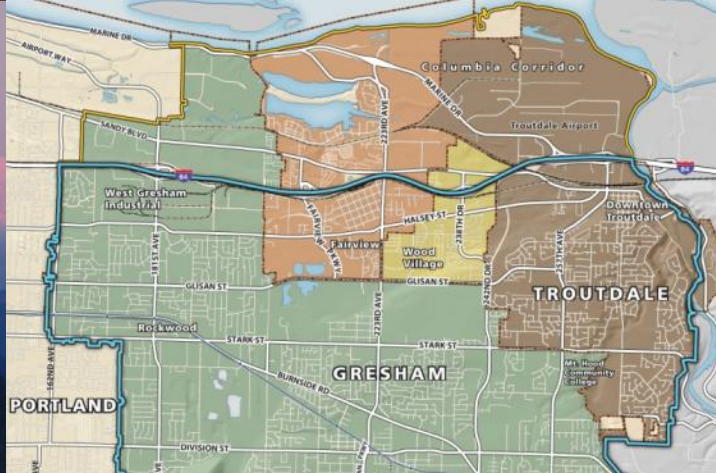 MARINE DR
AIRPORT WAY
Columbia Corridor
MARINE DR
223RD AVE
SANDY BLVD
Troutdale Airport
84
84
West Gresham
Industrial
HALSEY ST
238TH DR
Downtown
Troutdale
FAIRVIEW PKWY
Fairview
Wood
Village
181ST AVE
257TH AVE
GLISAN ST
GLISAN ST
242ND DR
TROUTDALE
223RD AVE
Rockwood
STARK ST
STARK ST
162ND AVE
GRESHAM
Mt. Hood
Community
College
BURNSIDE RD
PORTLAND
DIVISION ST